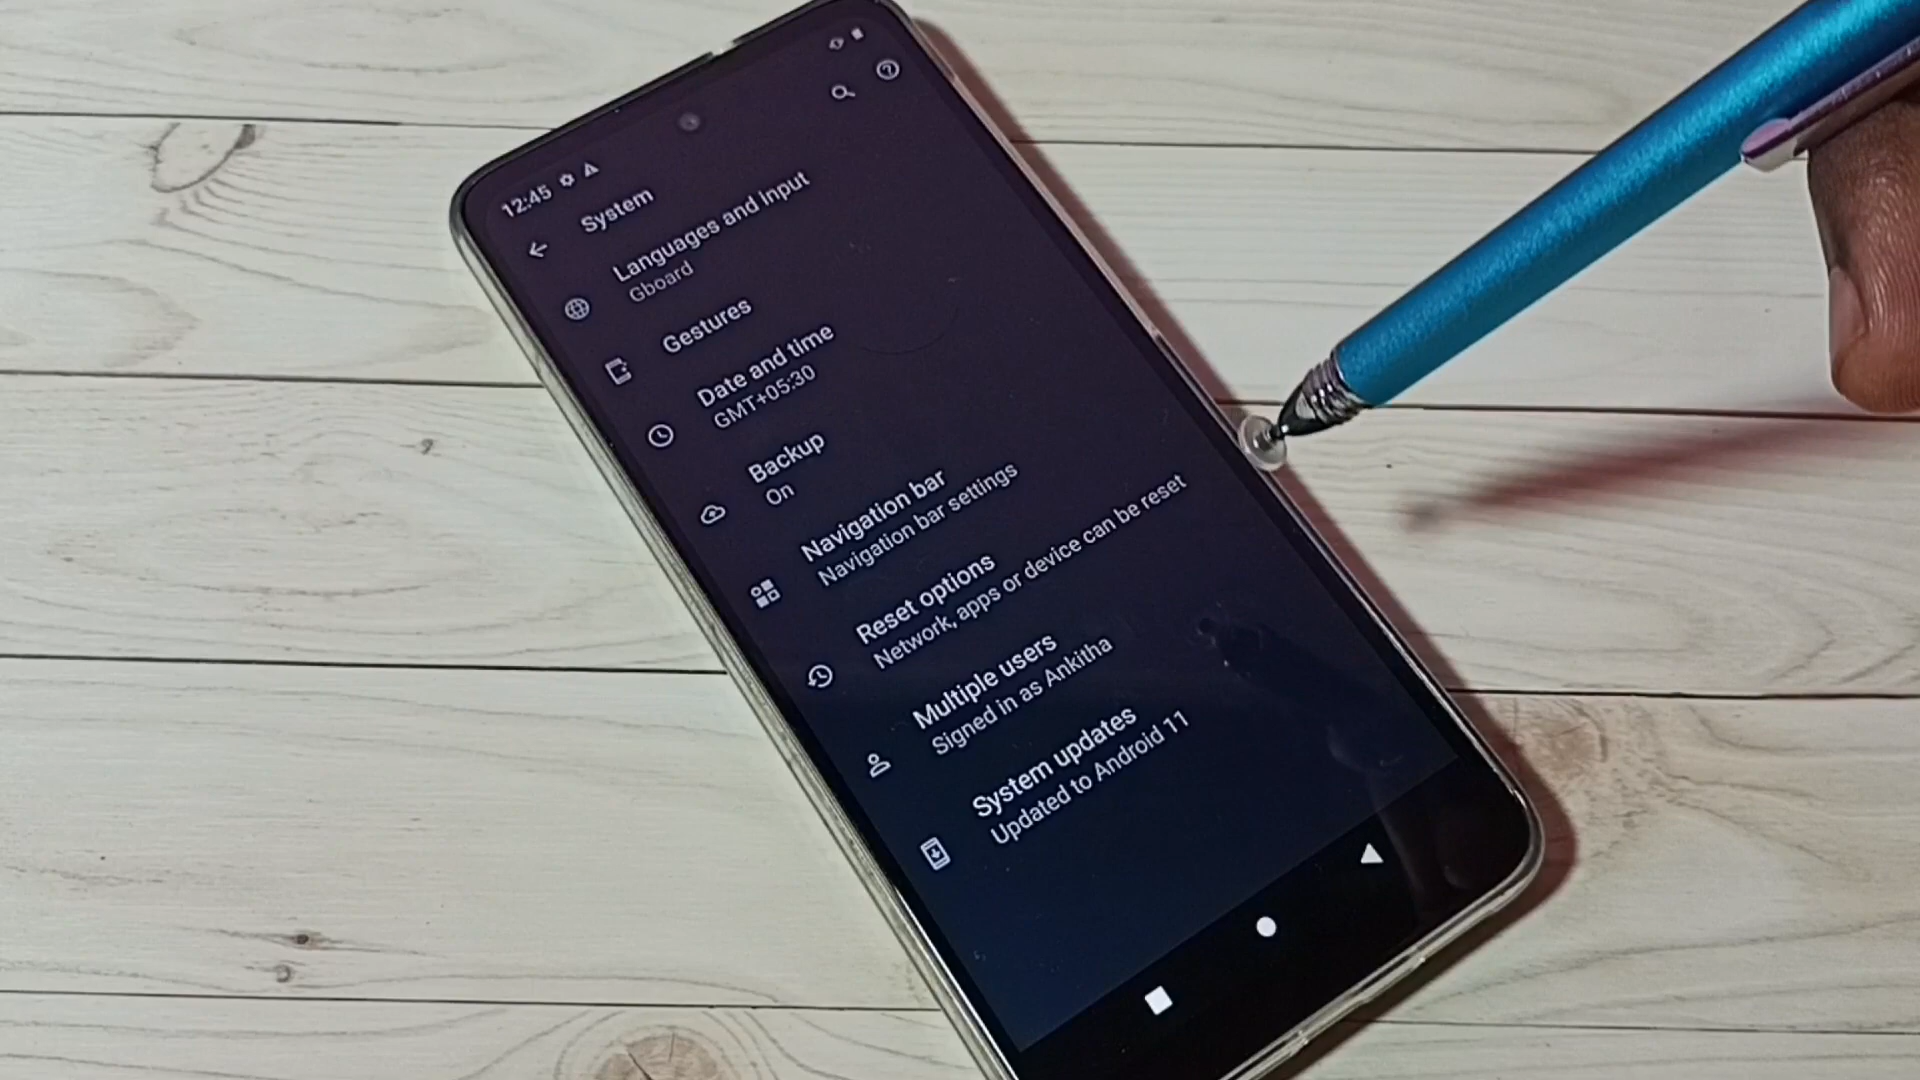 12:45
System
Languages and input
Gboard
Gestures
Date and time
GMT+05:30
Backup
On
Navigation bar
Navigation bar settings
Reset options
Network, apps or device can be reset
Multiple users
Signed in as Ankitha
System updates
Updated to Android 11